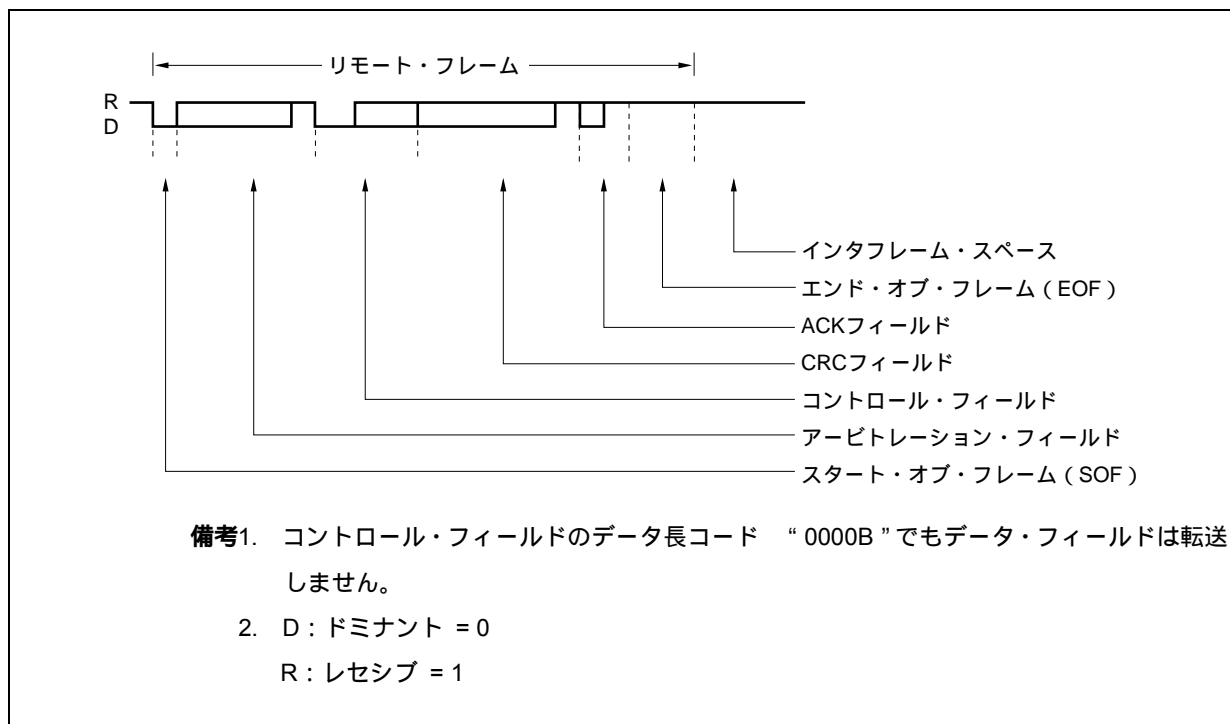 リモート・フレーム
R
D
インタフレーム・スペース
エンド・オブ・フレーム（EOF）
ACKフィールド
CRCフィールド
コントロール・フィールド
アービトレーション・フィールド
スタート・オブ・フレーム（SOF）
備考1. コントロール・フィールドのデータ長コード “0000B”でもデータ・フィールドは転送
しません。
2. D：ドミナント = 0
R：レセシブ = 1